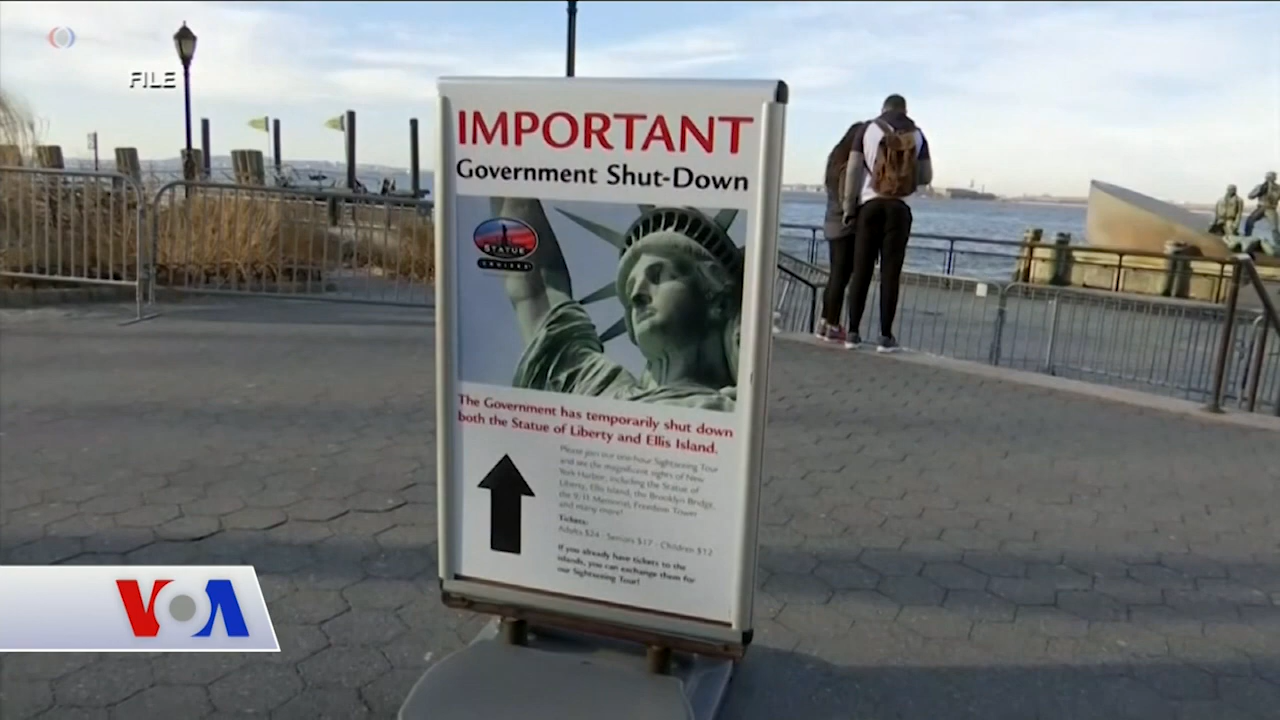 FILE
IMPORTANT
Government Shut-Down
STATUE
CRUISES
The Government has temporarily shut down
both the Statue of Liberty and Ellis Island.
Please join our one-hour Sightseeing Tour
and see the magnificent sights of New
York Harbor, including the Statue of
Liberty, Ellis Island, the Brooklyn Bridge,
the 9/11 Memorial, Freedom Tower
and many more!
Tickets:
Adults $24 · Seniors $17 · Children $12
If you already have tickets to the
islands, you can exchange them for
our Sightseeing Tour!
VOA